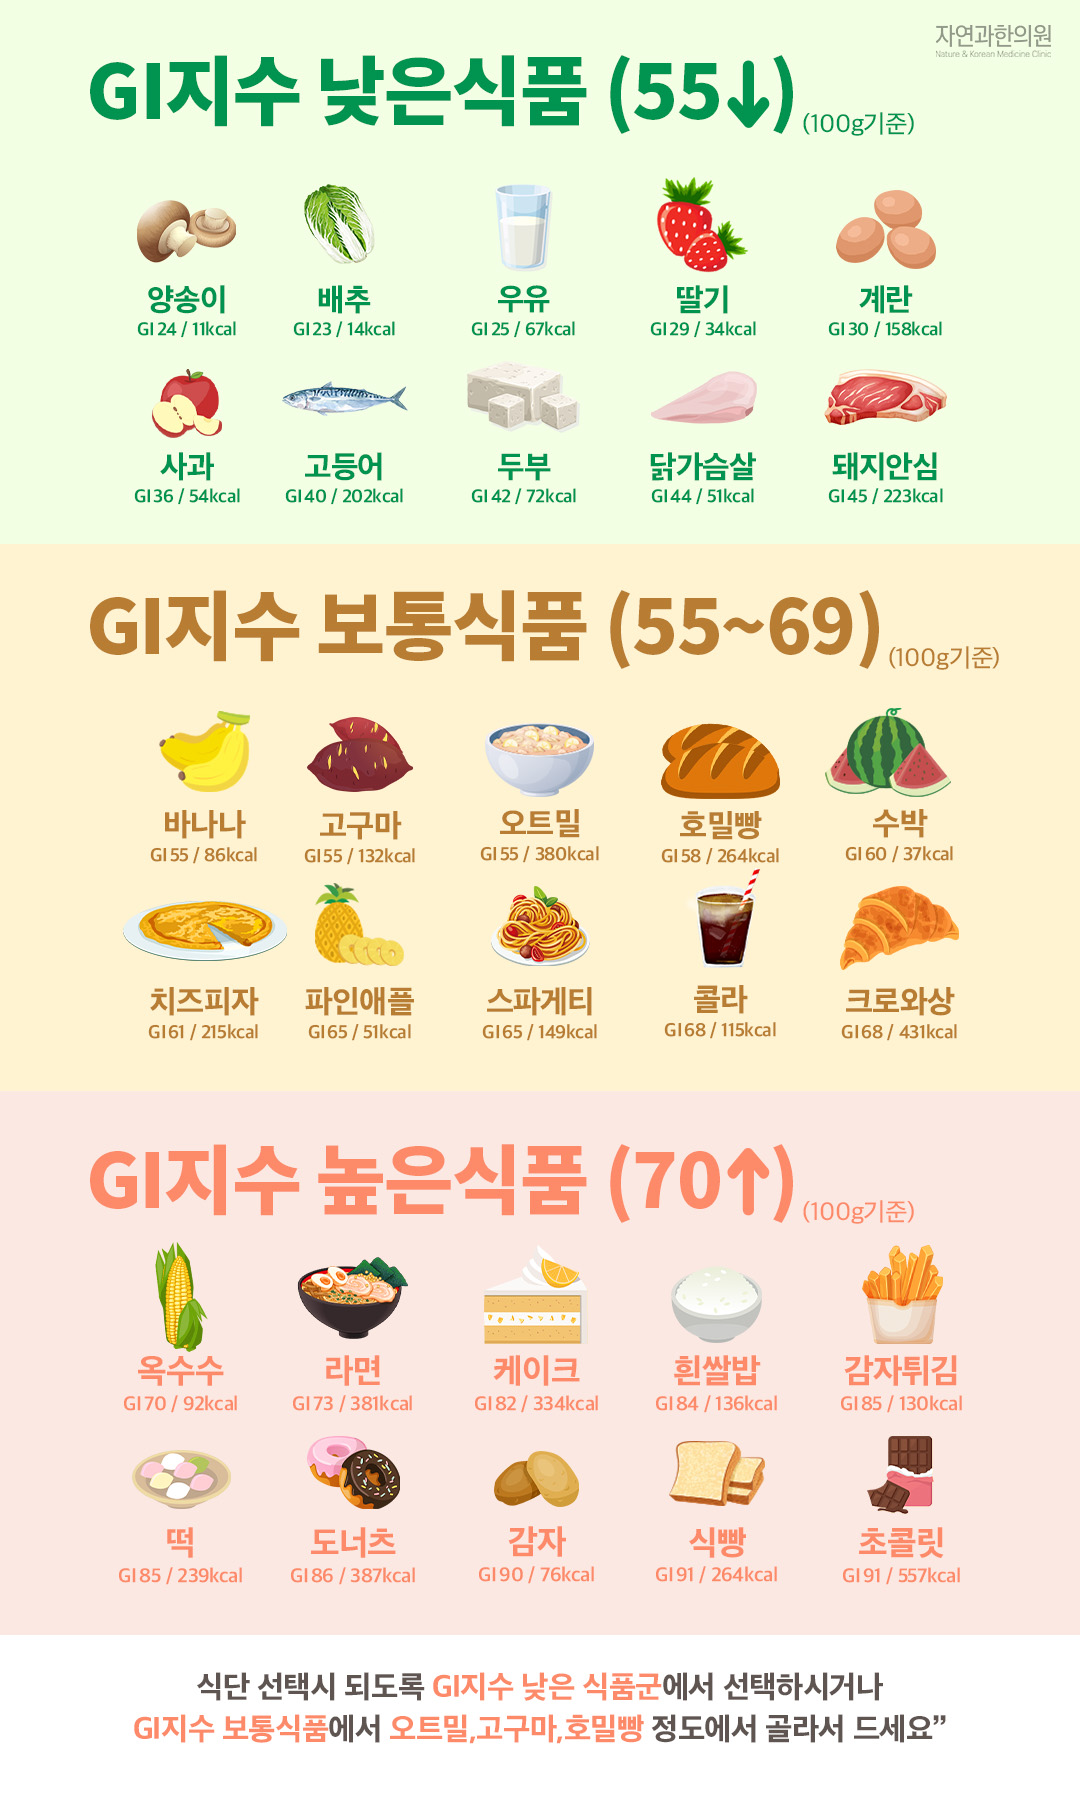 자연과한의원
Nature & Korean Medicine Clinic
GI지수 낮은식품 (55↓) (100g기준)
양송이 배추 우유 딸기 계란
GI 24 / 11kcal GI 23 / 14kcal GI 25 / 67kcal GI 29 / 34kcal GI 30 / 158kcal
사과 고등어 두부 닭가슴살 돼지안심
GI 36 / 54kcal GI 40 / 202kcal GI 42 / 72kcal GI 44 / 51kcal GI 45 / 223kcal
GI지수 보통식품 (55~69) (100g기준)
바나나 고구마 오트밀 호밀빵 수박
GI 55 / 86kcal GI 55 / 132kcal GI 55 / 380kcal GI 58 / 264kcal GI 60 / 37kcal
치즈피자 파인애플 스파게티 콜라 크로와상
GI 61 / 215kcal GI 65 / 51kcal GI 65 / 149kcal GI 68 / 115kcal GI 68 / 431kcal
GI지수 높은식품 (70↑) (100g기준)
옥수수 라면 케이크 흰쌀밥 감자튀김
GI 70 / 92kcal GI 73 / 381kcal GI 82 / 334kcal GI 84 / 136kcal GI 85 / 130kcal
떡 도너츠 감자 식빵 초콜릿
GI 85 / 239kcal GI 86 / 387kcal GI 90 / 76kcal GI 91 / 264kcal GI 91 / 557kcal
식단 선택시 되도록 GI지수 낮은 식품군에서 선택하시거나
GI지수 보통식품에서 오트밀,고구마,호밀빵 정도에서 골라서 드세요”